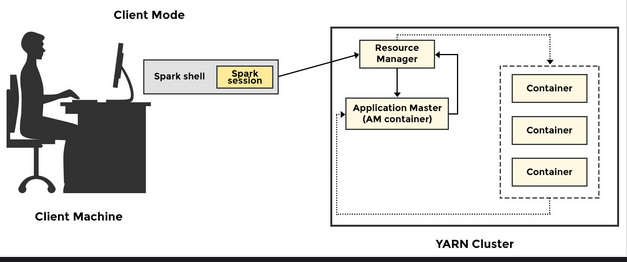 Client Mode
Spark shell
Spark
session
Client Machine
Resource
Manager
Application Master
(AM container)
Container
Container
Container
YARN Cluster